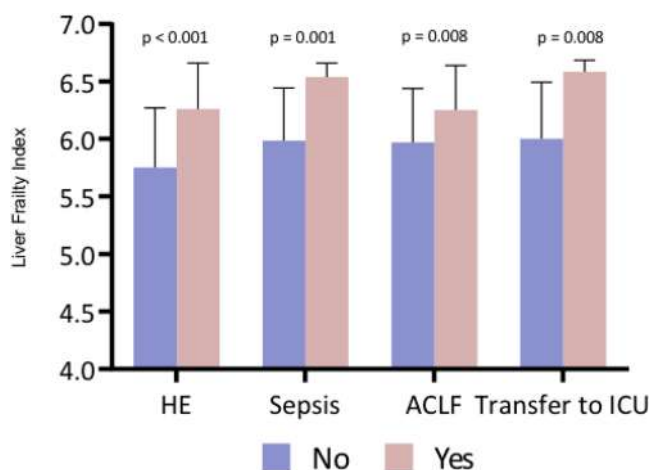 7.0
p < 0.001 p = 0.001 p = 0.008 p = 0.008
6.5
6.0
5.5
5.0
4.5
4.0
Liver Frailty Index
HE Sepsis ACLF Transfer to ICU
No Yes